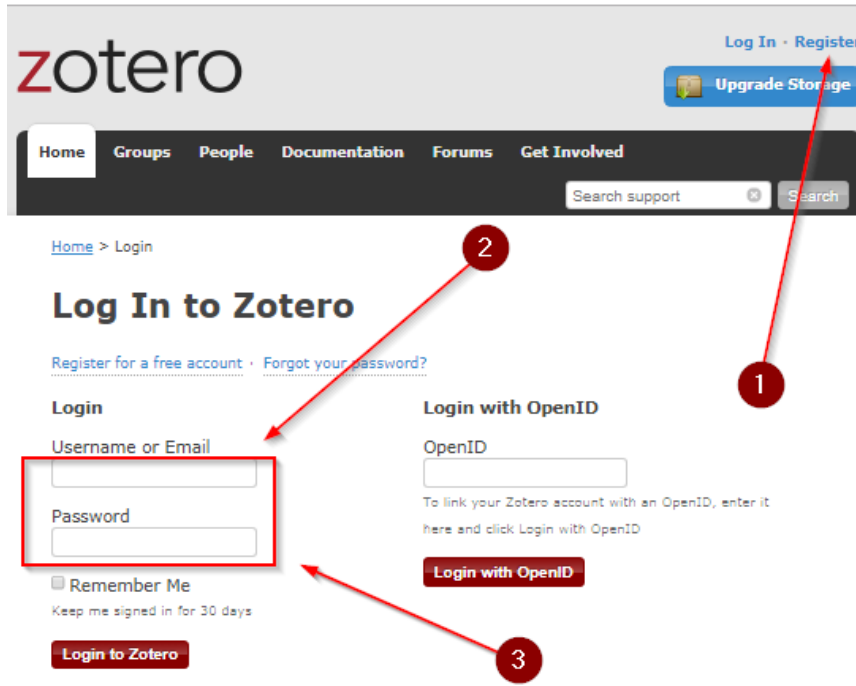 zotero
Log In · Register
Upgrade Storage
Home Groups People Documentation Forums Get Involved
Search support Search
Home > Login
2
Log In to Zotero
Register for a free account · Forgot your password?
1
Login
Login with OpenID
Username or Email
OpenID
To link your Zotero account with an OpenID, enter it
here and click Login with OpenID
Password
Login with OpenID
Remember Me
Keep me signed in for 30 days
Login to Zotero
3